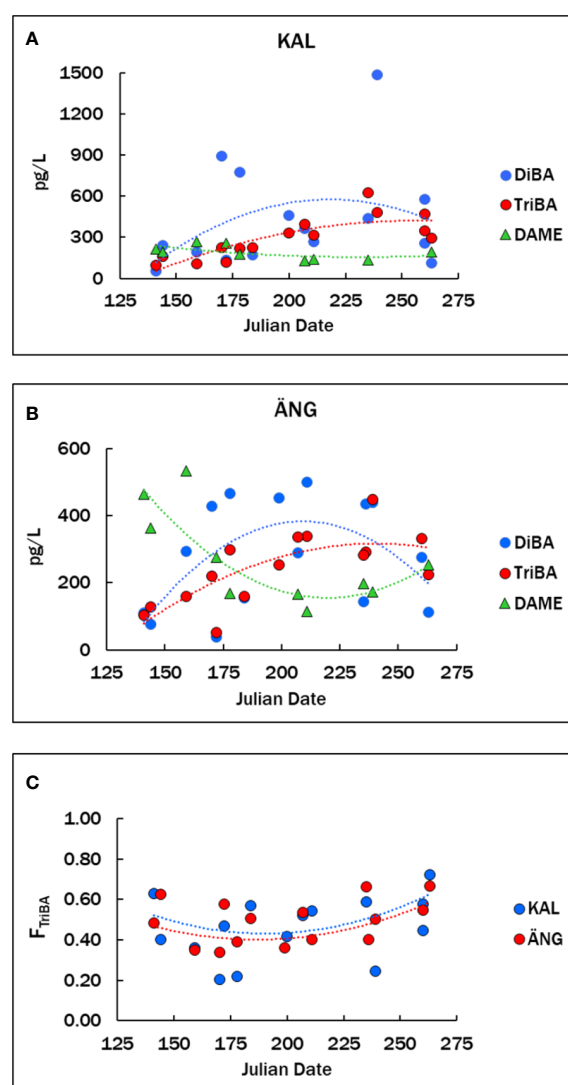 A
KAL
1500
1200
900
600
300
0
pg/L
125 150 175 200 225 250 275
Julian Date
DiBA
TriBA
DAME
B
ÄNG
600
400
200
0
pg/L
125 150 175 200 225 250 275
Julian Date
DiBA
TriBA
DAME
C
1.00
0.80
0.60
0.40
0.20
0.00
FTriBA
125 150 175 200 225 250 275
Julian Date
KAL
ÄNG